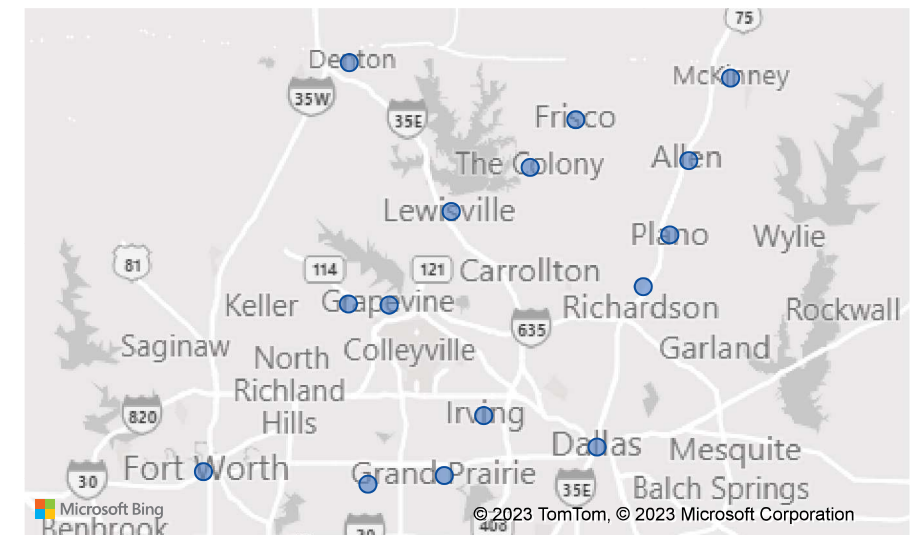 75
Denton
McKinney
35W
35E
Frisco
The Colony
Allen
Lewisville
Plano
Wylie
81
114
121
Carrollton
Keller
Grapevine
Richardson
Rockwall
635
Saginaw
North
Richland
Hills
Colleyville
Garland
820
Irving
Dallas
Mesquite
Fort Worth
30
Grand Prairie
35E
Balch Springs
Microsoft Bing
Benbrook
408
© 2023 TomTom, © 2023 Microsoft Corporation